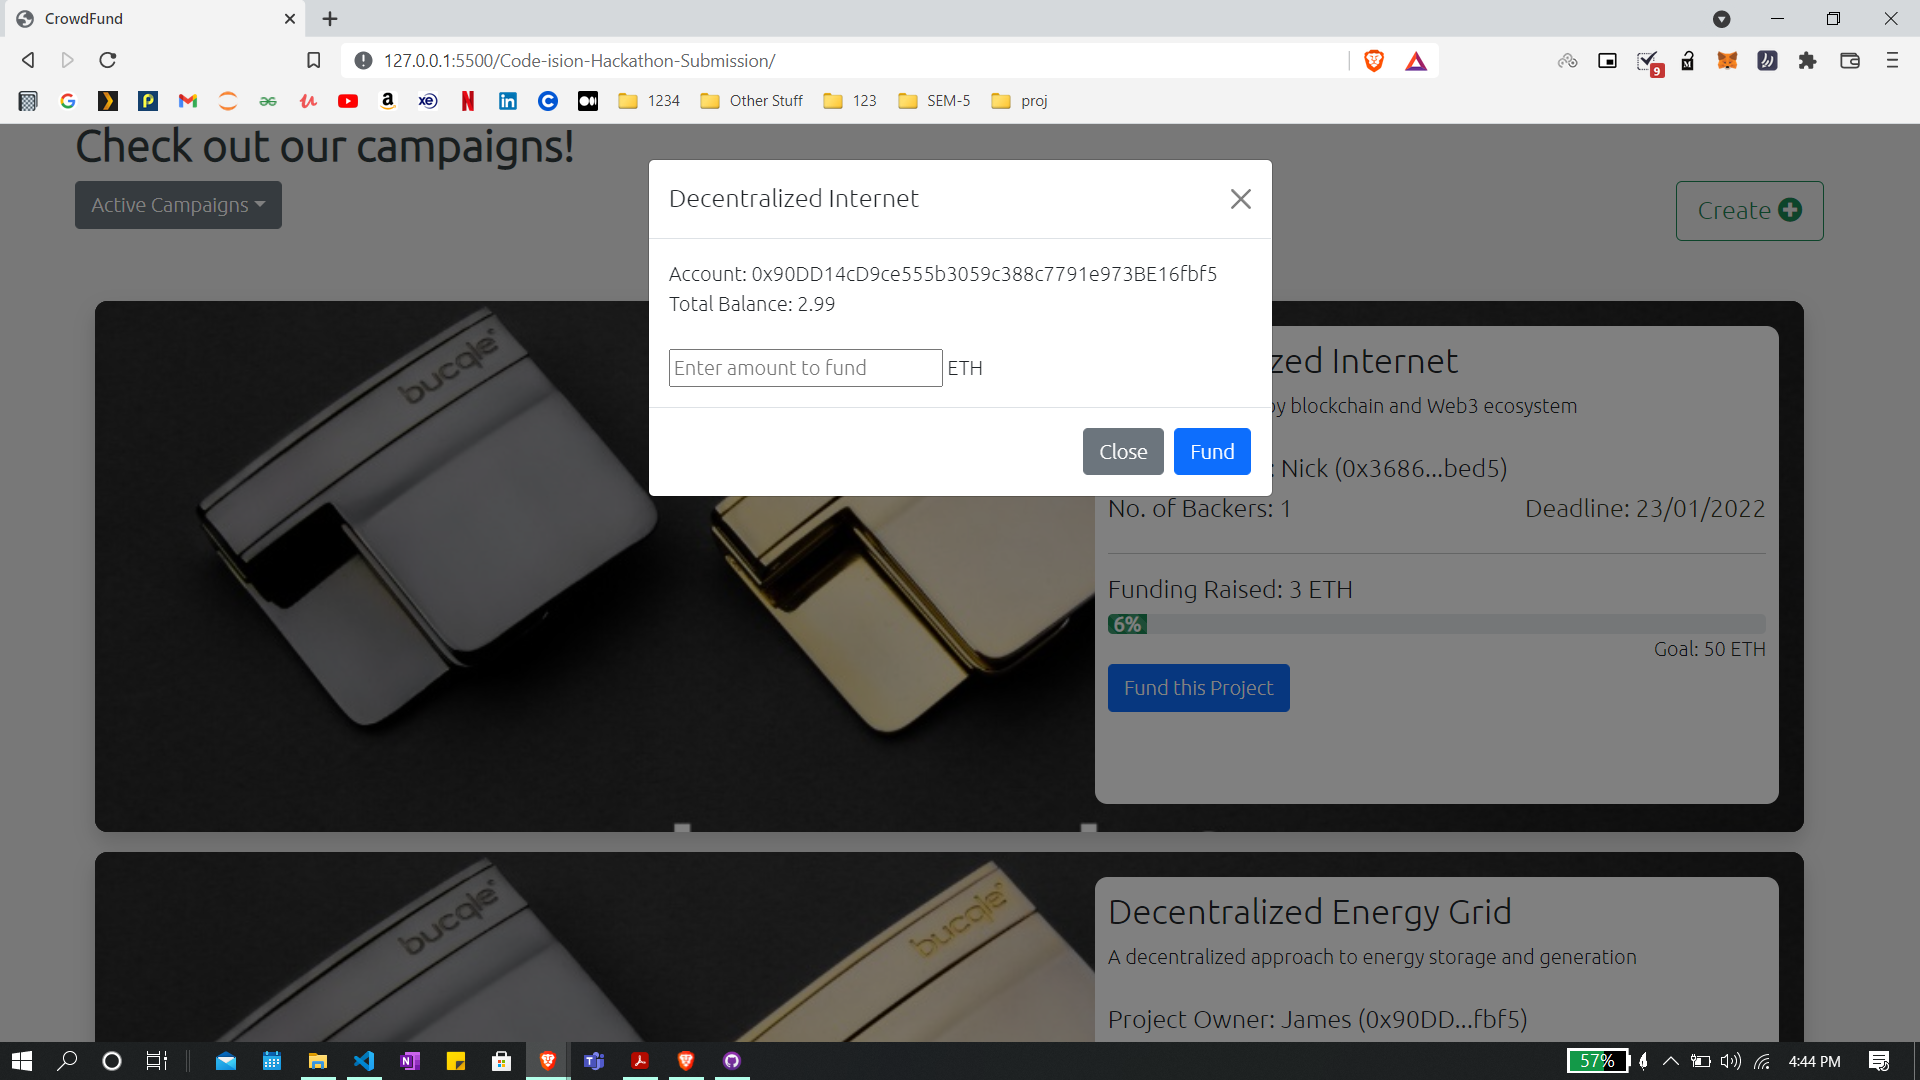 CrowdFund
127.0.0.1:5500/Code-ision-Hackathon-Submission/
9
1234
Other Stuff
123
SEM-5
proj
Check out our campaigns!
Active Campaigns
Create
Decentralized Internet
Account: 0x90DD14cD9ce555b3059c388c7791e973BE16fbf5
Total Balance: 2.99
Enter amount to fund ETH
Close
Fund
bucqle
zed Internet
by blockchain and Web3 ecosystem
: Nick (0x3686...bed5)
No. of Backers: 1
Deadline: 23/01/2022
Funding Raised: 3 ETH
6%
Goal: 50 ETH
Fund this Project
bucqle
bucqle
Decentralized Energy Grid
A decentralized approach to energy storage and generation
Project Owner: James (0x90DD...fbf5)
57%
4:44 PM